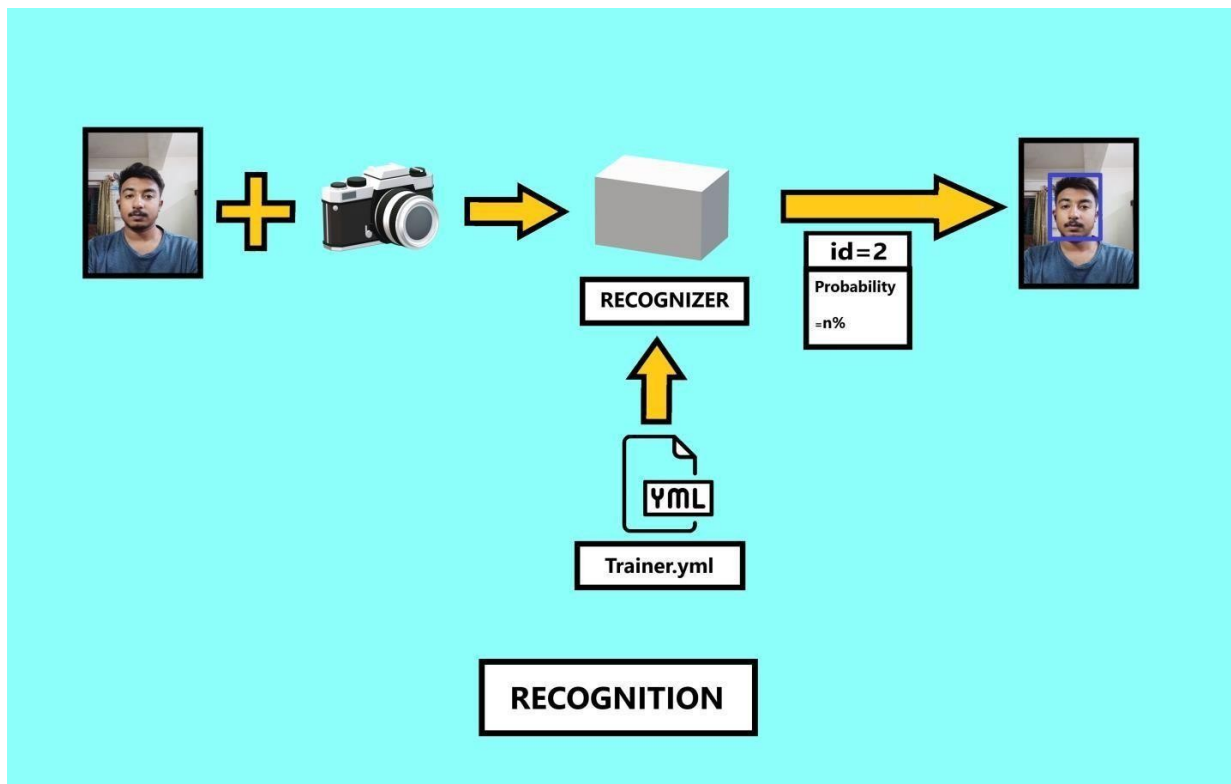 id=2
Probability
=n%
RECOGNIZER
YML
Trainer.yml
RECOGNITION